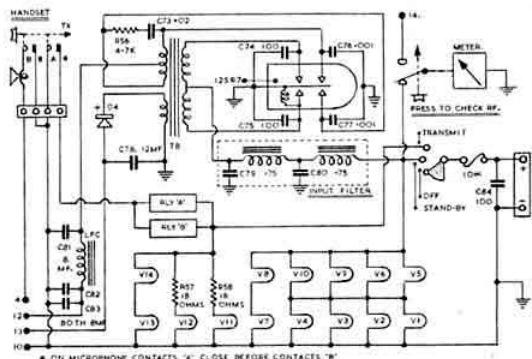 HANDSET
TX
B B A A
R56
4-7K
C73 ·02
C74 100
C76 ·001
12SR7
C75 100
C77 ·001
14
METER.
PRESS TO CHECK RF.
D4
C78, 12MF.
T8
TRANSMIT
C79 ·75
C80 ·75
INPUT FILTER
OFF
STAND-BY
10W
C84
100
+
-
RLY 'A'
RLY 'B'
C81
8
MF.
LFC
C82
C83
BOTH 8MF
V14
R57
18
OHMS
R58
18
OHMS
V8
V10
V9
V6
V5
V13
V12
V11
V7
V4
V3
V2
V1
4
12
13
10
* ON MICROPHONE CONTACTS "A" CLOSE BEFORE CONTACTS "B"